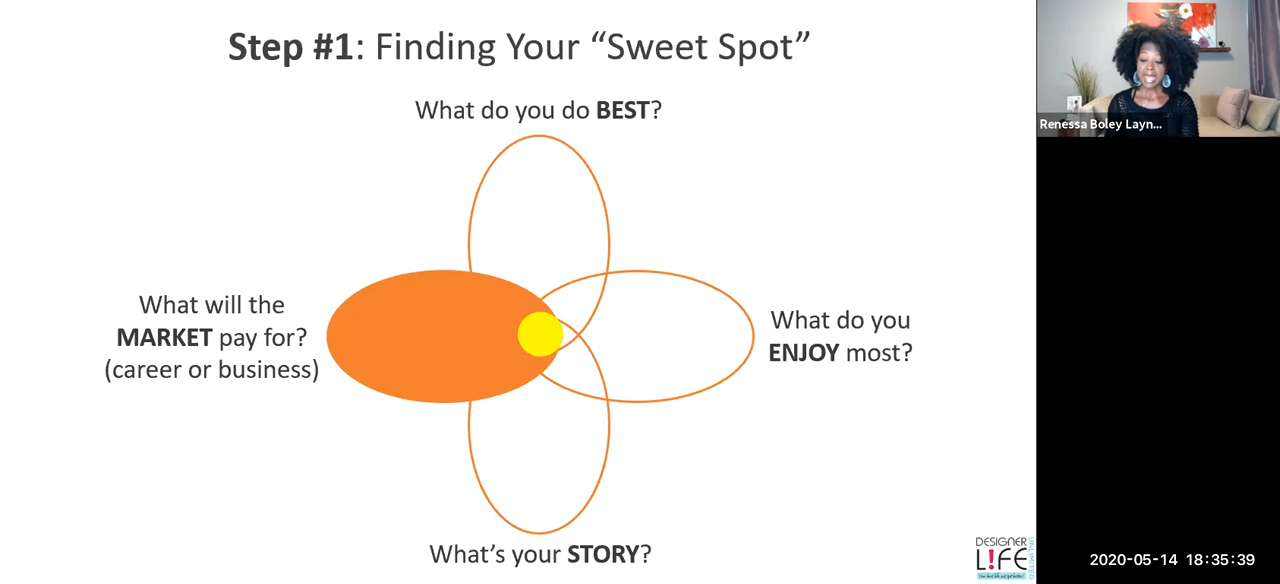 Step #1: Finding Your “Sweet Spot”
What do you do BEST?
What will the
MARKET pay for?
(career or business)
What do you
ENJOY most?
What’s your STORY?
DESIGNER
L!FE
UNLIMITED
Renessa Boley Layn...
2020-05-14 18:35:39